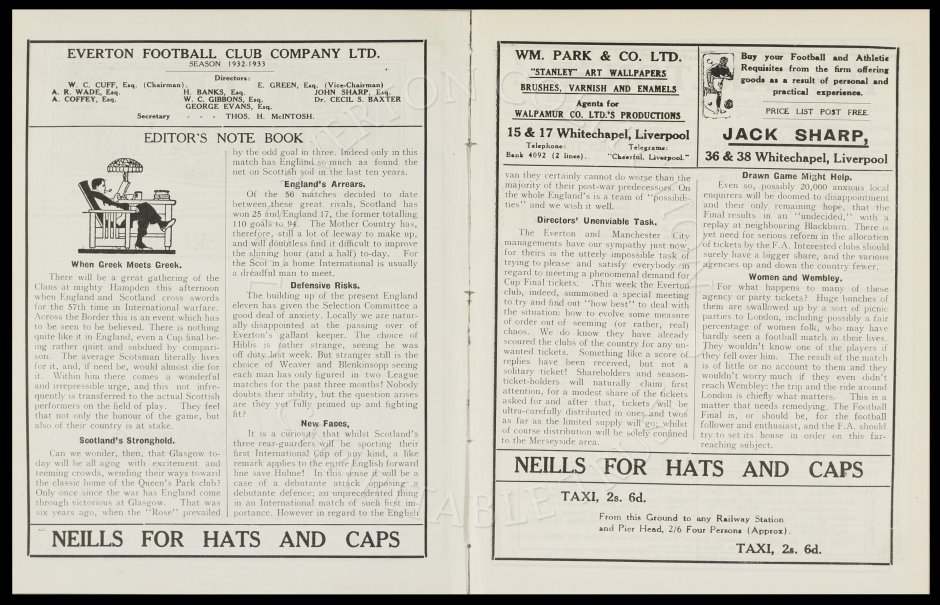 EVERTON FOOTBALL CLUB COMPANY LTD.
SEASON 1932-1933
Directors:
W. C. CUFF, Esq. (Chairman). E. GREEN, Esq. (Vice-Chairman)
A. R. WADE, Esq. H. BANKS, Esq. JOHN SHARP, Esq.
A. COFFEY, Esq. W. C. GIBBONS, Esq. Dr. CECIL S. BAXTER
GEORGE EVANS, Esq.
Secretary - - - THOS. H. McINTOSH.
EDITOR'S NOTE BOOK
When Greek Meets Greek.
There will be a great gathering of the
Clans at mighty Hampden this afternoon
when England and Scotland cross swords
for the 57th time in International warfare.
Across the Border this is an event which has
to be seen to be believed. There is nothing
quite like it in England, even a Cup final be-
ing rather quiet and subdued by compari-
son. The average Scotsman literally lives
for it, and, if need be, would almost die for
it. Within him there comes a wonderful
and irrepressible urge, and this not infre-
quently is transferred to the actual Scottish
performers on the field of play. They feel
that not only the honour of the game, but
also of their country is at stake.
Scotland's Stronghold.
Can we wonder, then, that Glasgow to-
day will be all agog with excitement and
teeming crowds, wending their ways toward
the classic home of the Queen's Park club?
Only once since the war has England come
through victorious at Glasgow. That was
six years ago, when the "Rose" prevailed
by the odd goal in three. Indeed only in this
match has England so much as found the
net on Scottish soil in the last ten years.
England's Arrears.
Of the 56 matches decided to date
between these great rivals, Scotland has
won 25 and England 17, the former totalling
110 goals to 94. The Mother Country has,
therefore, still a lot of leeway to make up,
and will doubtless find it difficult to improve
the shining hour (and a half) to-day. For
the Scot in a home International is usually
a dreadful man to meet.
Defensive Risks.
The building up of the present England
eleven has given the Selection Committee a
good deal of anxiety. Locally we are natur-
ally disappointed at the passing over of
Everton's gallant keeper. The choice of
Hibbs is rather strange, seeing he was
off duty last week. But stranger still is the
choice of Weaver and Blenkinsopp seeing
each man has only figured in two League
matches for the past three months! Nobody
doubts their ability, but the question arises
are they yet fully primed up and fighting
fit?
New Faces,
It is a curiosity that whilst Scotland's
three rear-guarders will be sporting their
first International Cap of any kind, a like
remark applies to the entire English forward
line save Hulme! In this sense it will be a
case of a debutante attack opposing a
debutante defence; an unprecedented thing
in an International match of such first im-
portance. However in regard to the English
NEILLS FOR HATS AND CAPS
WM. PARK & CO. LTD.
"STANLEY" ART WALLPAPERS
BRUSHES, VARNISH AND ENAMELS
Agents for
WALPAMUR CO. LTD.'S PRODUCTIONS
15 & 17 Whitechapel, Liverpool
Telephone: Telegrams:
Bank 4092 (2 lines). "Cheerful, Liverpool."
Buy your Football and Athletic
Requisites from the firm offering
goods as a result of personal and
practical experience.
PRICE LIST POST FREE.
JACK SHARP,
36 & 38 Whitechapel, Liverpool
van they certainly cannot do worse than the
majority of their post-war predecessors. On
the whole England's is a team of "possibili-
ties" and we wish it well.
Directors' Unenviable Task.
The Everton and Manchester City
managements have our sympathy just now,
for theirs is the utterly impossible task of
trying to please and satisfy everybody in
regard to meeting a phenomenal demand for
Cup Final tickets. This week the Everton
club, indeed, summoned a special meeting
to try and find out "how best" to deal with
the situation: how to evolve some measure
of order out of seeming (or rather, real)
chaos. We do know they have already
scoured the clubs of the country for any un-
wanted tickets. Something like a score of
replies have been received, but not a
solitary ticket! Shareholders and season-
ticket-holders will naturally claim first
attention, for a modest share of the tickets
asked for and after that, tickets will be
ultra-carefully distributed in ones and twos
as far as the limited supply will go; whilst
of course distribution will be solely confined
to the Merseyside area.
Drawn Game Might Help.
Even so, possibly 20,000 anxious local
enquirers will be doomed to disappointment
and their only remaining hope, that the
Final results in an "undecided," with a
replay at neighbouring Blackburn. There is
yet need for serious reform in the allocation
of tickets by the F.A. Interested clubs should
surely have a bigger share, and the various
agencies up and down the country fewer.
Women and Wembley.
For what happens to many of these
agency or party tickets? Huge bunches of
them are swallowed up by a sort of picnic
parties to London, including possibly a fair
percentage of women folk, who may have
hardly seen a football match in their lives.
They wouldn't know one of the players if
they fell over him. The result of the match
is of little or no account to them and they
wouldn't worry much if they even didn't
reach Wembley: the trip and the ride around
London is chiefly what matters. This is a
matter that needs remedying. The Football
Final is, or should be, for the football
follower and enthusiast, and the F.A. should
try to set its house in order on this far-
reaching subject.
NEILLS FOR HATS AND CAPS
TAXI, 2s. 6d.
From this Ground to any Railway Station
and Pier Head, 2/6 Four Persons (Approx).
TAXI, 2s. 6d.